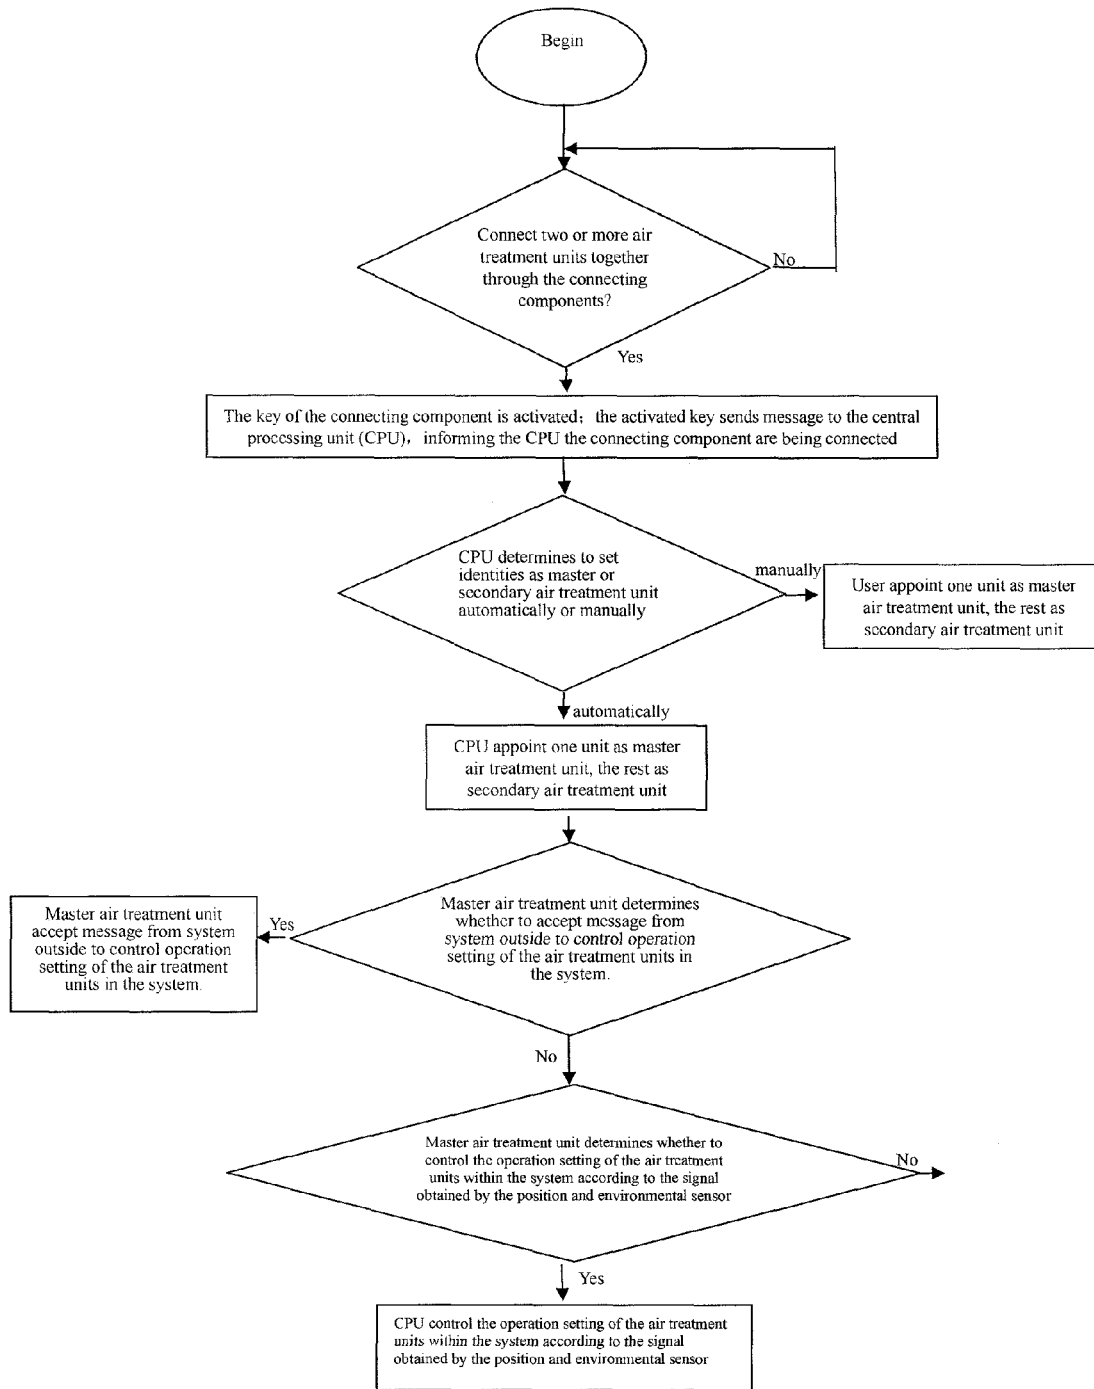 Begin
Connect two or more air
treatment units together
through the connecting
components?
No
Yes
The key of the connecting component is activated; the activated key sends message to the central
processing unit (CPU), informing the CPU the connecting component are being connected
CPU determines to set
identities as master or
secondary air treatment unit
automatically or manually
manually
User appoint one unit as master
air treatment unit, the rest as
secondary air treatment unit
automatically
CPU appoint one unit as master
air treatment unit, the rest as
secondary air treatment unit
Master air treatment unit determines
whether to accept message from
system outside to control operation
setting of the air treatment units in
the system.
Yes
Master air treatment unit
accept message from system
outside to control operation
setting of the air treatment
units in the system.
No
Master air treatment unit determines whether to
control the operation setting of the air treatment
units within the system according to the signal
obtained by the position and environmental sensor
No
Yes
CPU control the operation setting of the air treatment
units within the system according to the signal
obtained by the position and environmental sensor